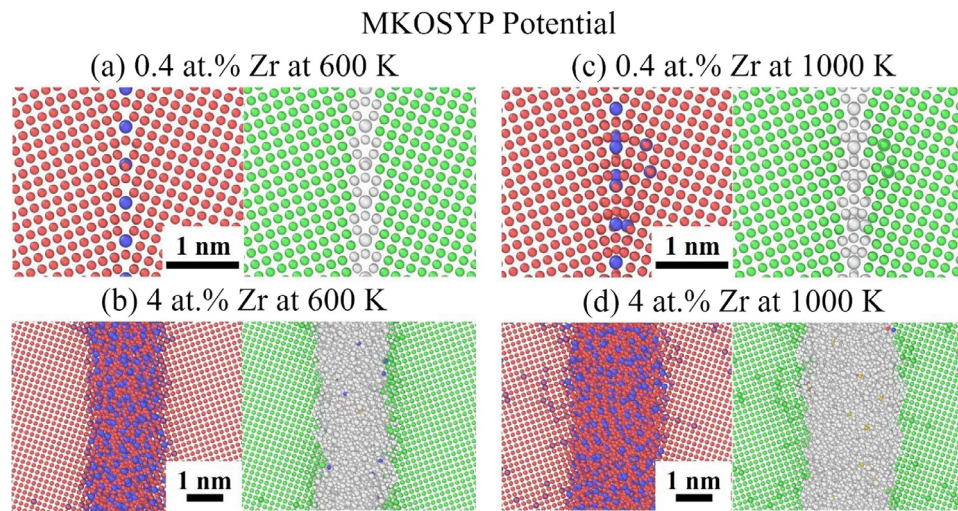 MKOSYP Potential
(a) 0.4 at.% Zr at 600 K
(c) 0.4 at.% Zr at 1000 K
1 nm
1 nm
(b) 4 at.% Zr at 600 K
(d) 4 at.% Zr at 1000 K
1 nm
1 nm